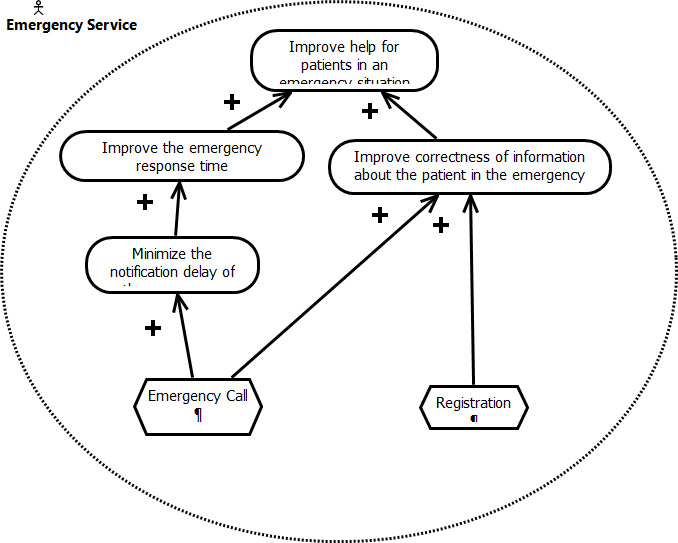 Emergency Service
Improve help for
patients in an
emergency situation
+
+
Improve the emergency
response time
Improve correctness of information
about the patient in the emergency
+
+
+
Minimize the
notification delay of
+
Emergency Call
¶
Registration
¶